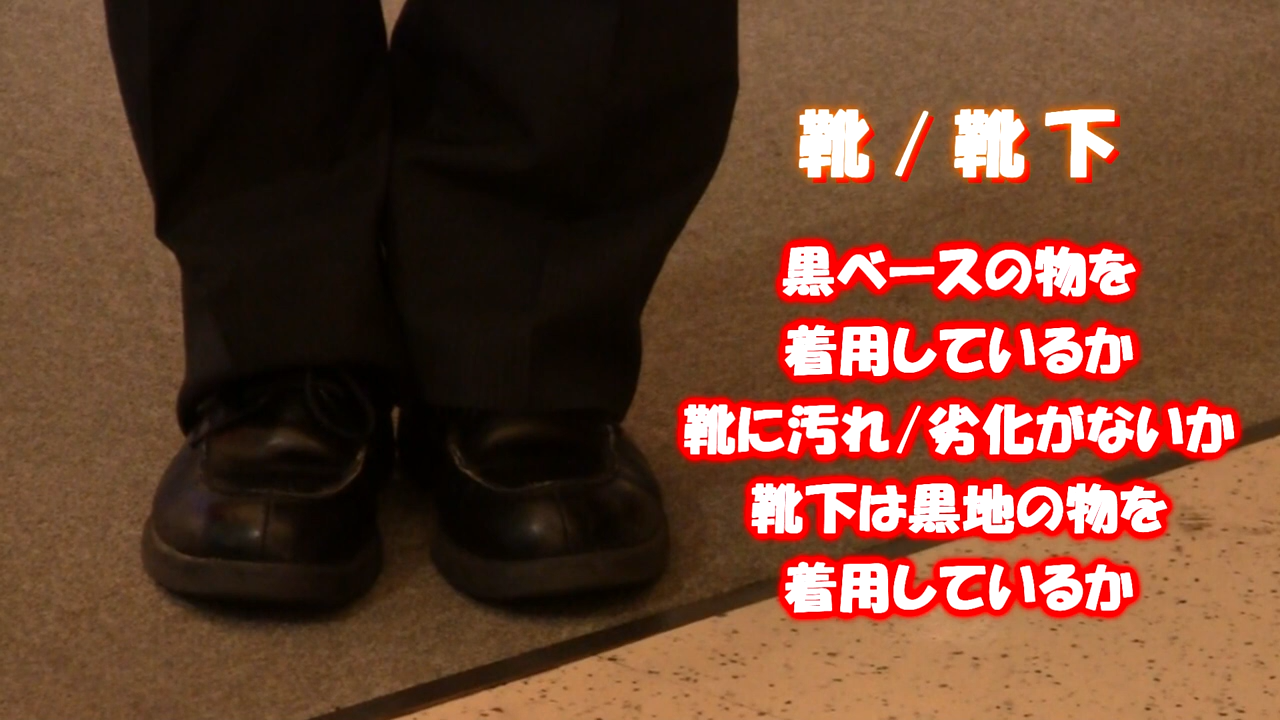 靴/靴下
黒ベースの物を
着用しているか
靴に汚れ/劣化がないか
靴下は黒地の物を
着用しているか